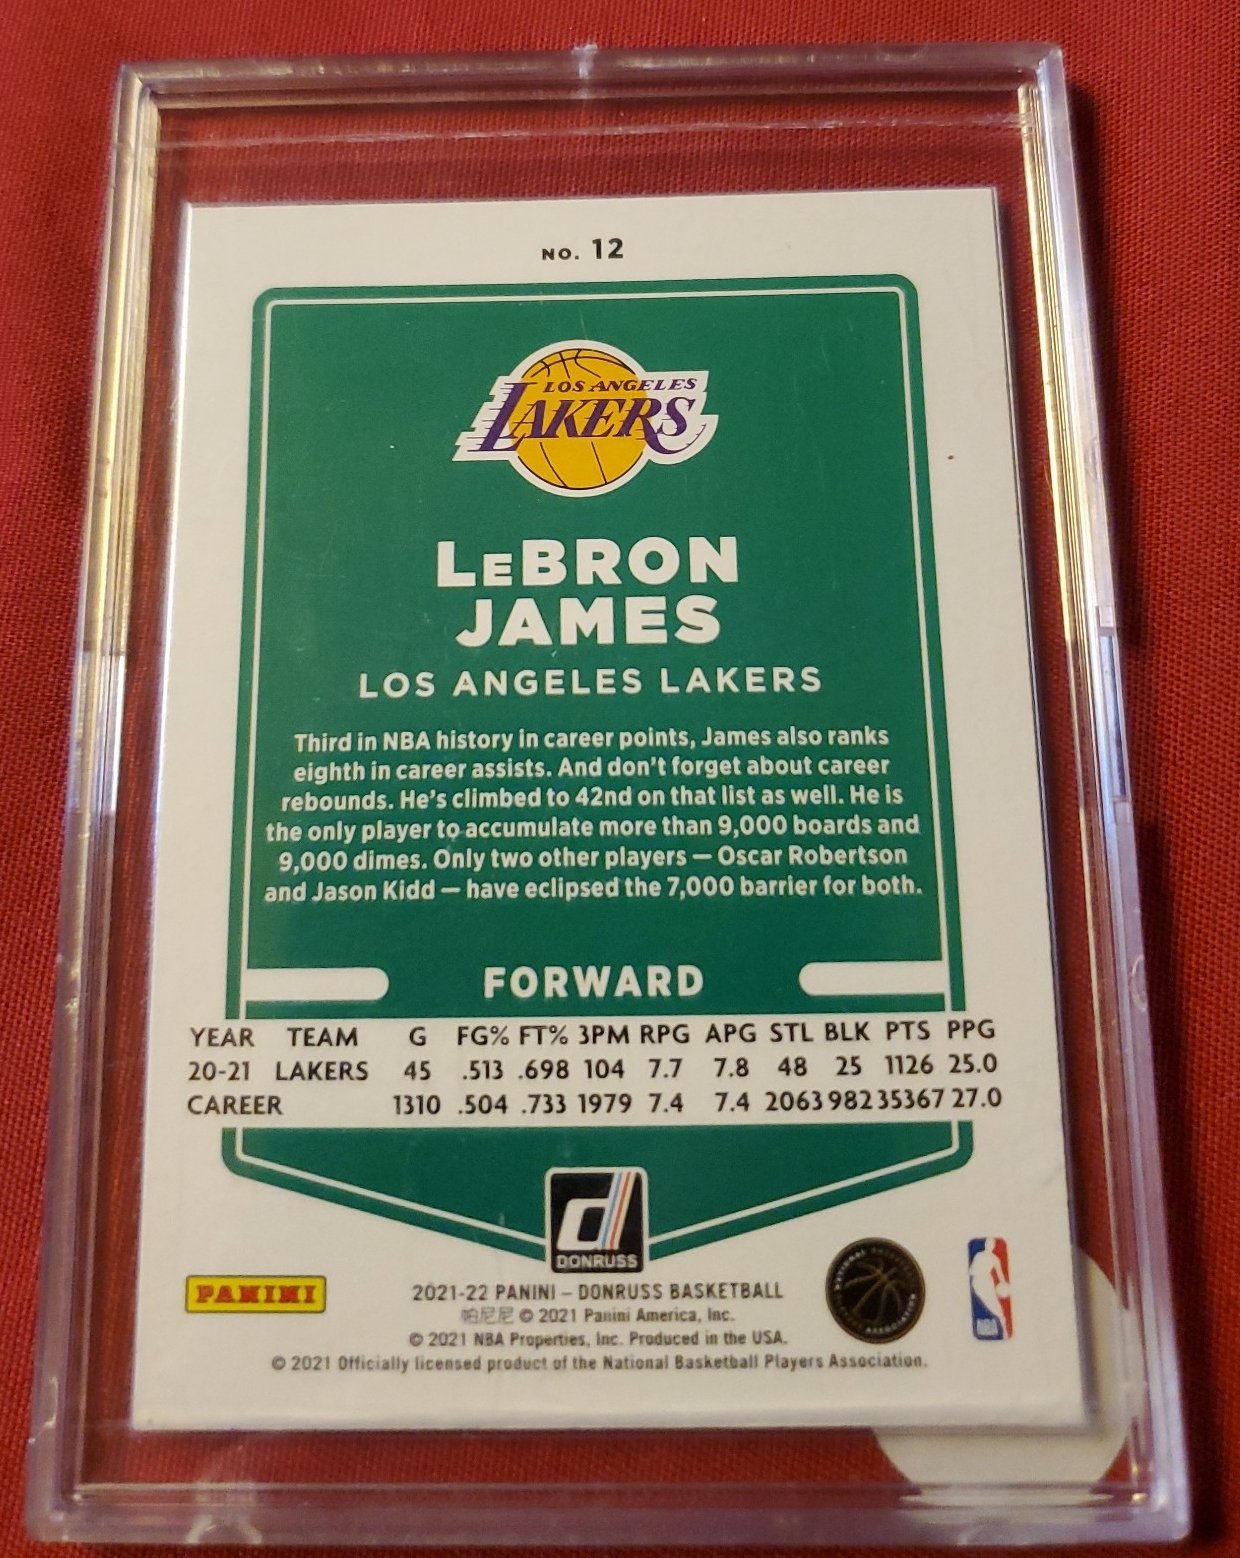 NO. 12
LOS ANGELES
LAKERS
LeBRON
JAMES
LOS ANGELES LAKERS
Third in NBA history in career points, James also ranks
eighth in career assists. And don't forget about career
rebounds. He's climbed to 42nd on that list as well. He is
the only player to accumulate more than 9,000 boards and
9,000 dimes. Only two other players — Oscar Robertson
and Jason Kidd — have eclipsed the 7,000 barrier for both.
FORWARD
YEAR TEAM G FG% FT% 3PM RPG APG STL BLK PTS PPG
20-21 LAKERS 45 .513 .698 104 7.7 7.8 48 25 1126 25.0
CAREER 1310 .504 .733 1979 7.4 7.4 2063 982 35367 27.0
d
DONRUSS
PANINI
2021-22 PANINI – DONRUSS BASKETBALL
帕尼尼 © 2021 Panini America, Inc.
© 2021 NBA Properties, Inc. Produced in the USA.
© 2021 Officially licensed product of the National Basketball Players Association.
NATIONAL BASKETBALL PLAYERS ASSOCIATION
NBA